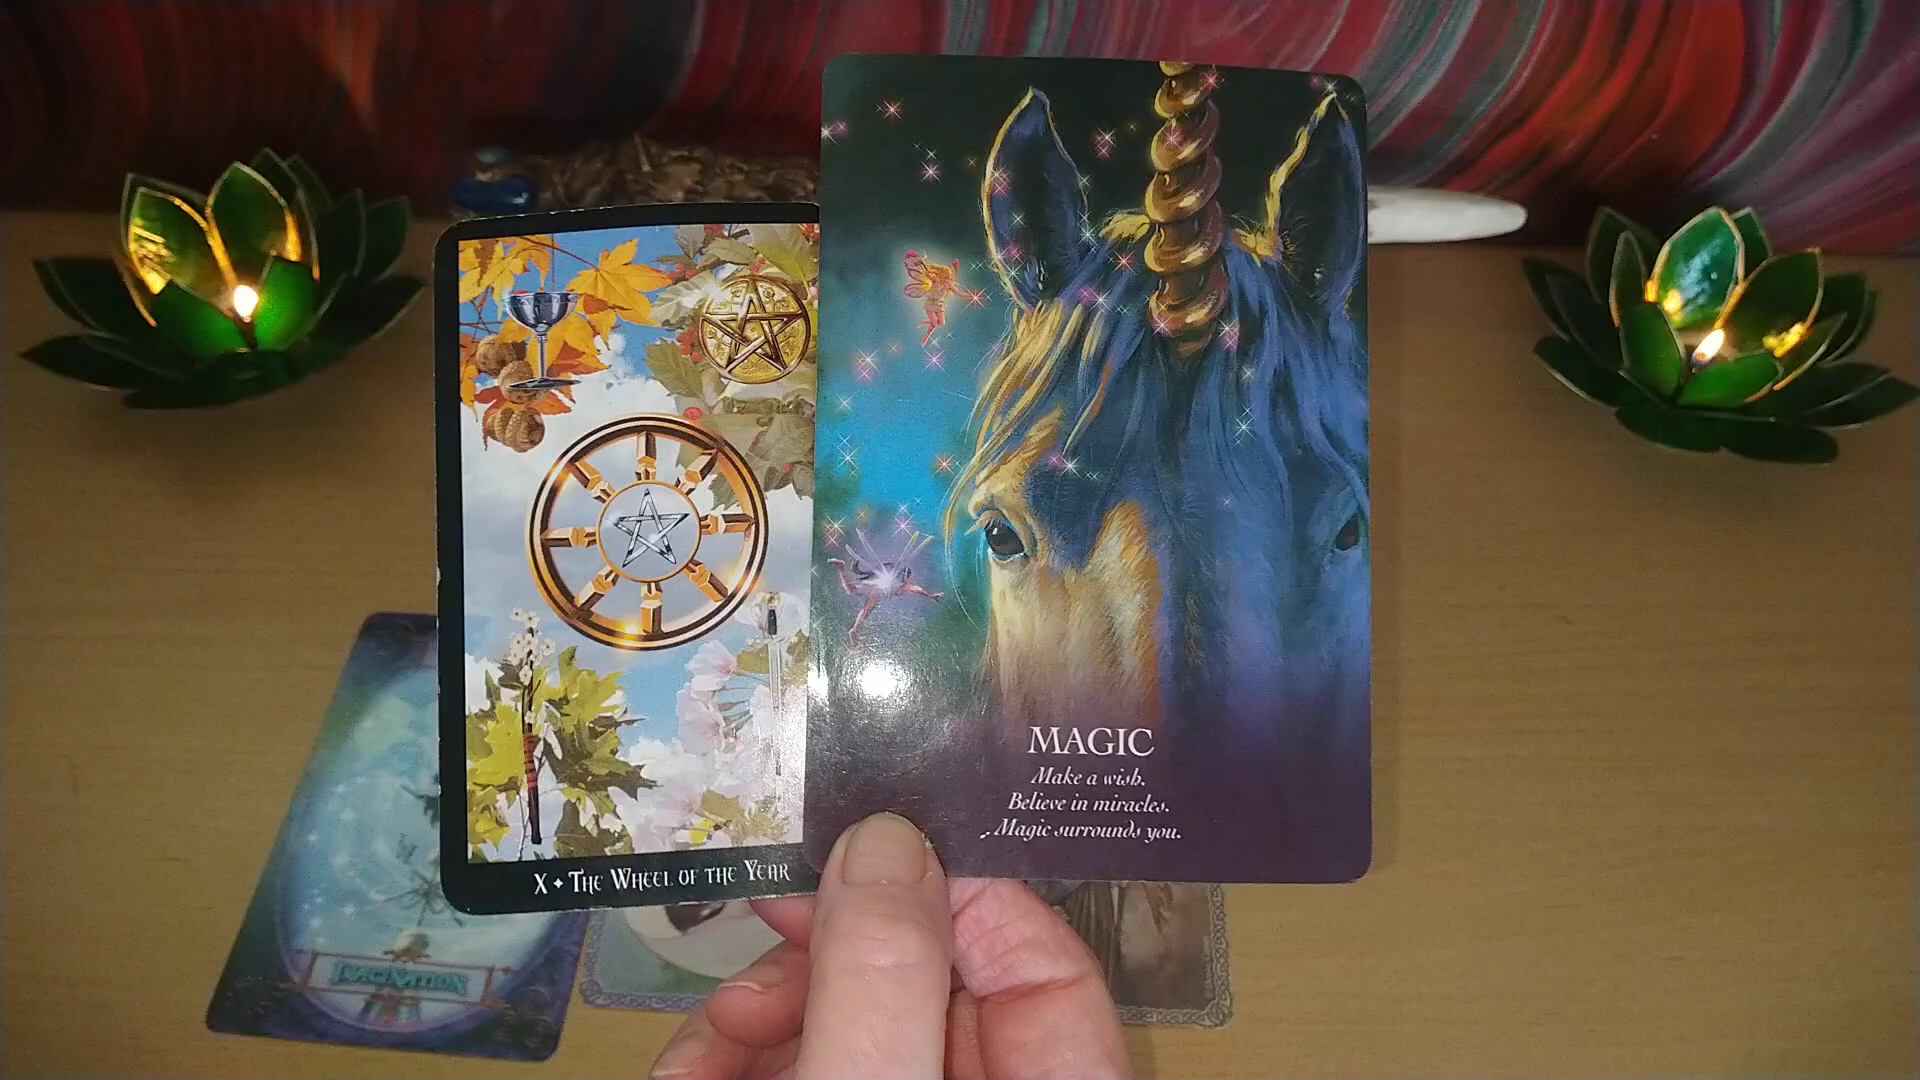 MAGIC
Make a wish.
Believe in miracles.
Magic surrounds you.
X ♦ The Wheel of the Year
IMAGINATION